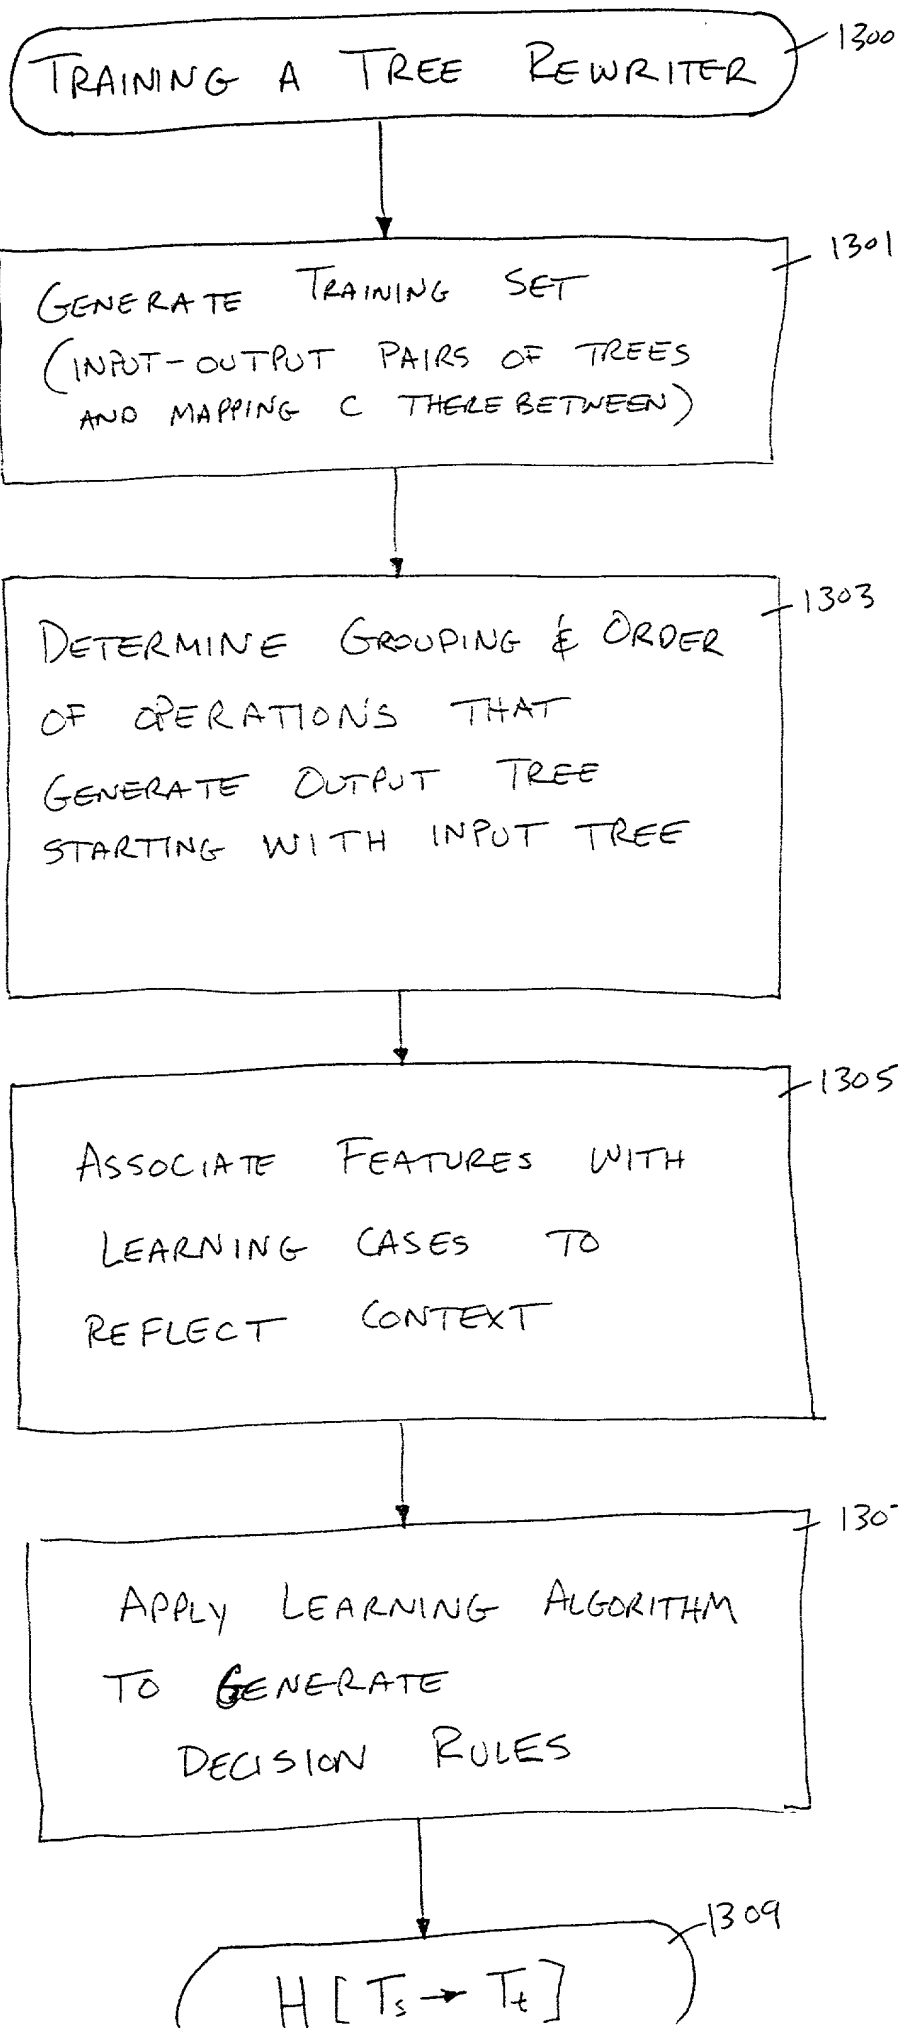 TRAINING A TREE REWRITER
1300
1301
GENERATE TRAINING SET
(INPUT-OUTPUT PAIRS OF TREES
AND MAPPING C THEREBETWEEN)
1303
DETERMINE GROUPING & ORDER
OF OPERATIONS THAT
GENERATE OUTPUT TREE
STARTING WITH INPUT TREE
1305
ASSOCIATE FEATURES WITH
LEARNING CASES TO
REFLECT CONTEXT
APPLY LEARNING ALGORITHM
TO GENERATE
DECISION RULES
1309
H [ Ts → Tt ]